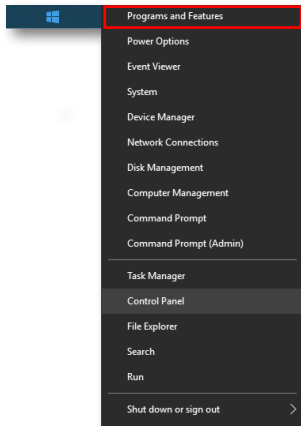 Programs and Features
Power Options
Event Viewer
System
Device Manager
Network Connections
Disk Management
Computer Management
Command Prompt
Command Prompt (Admin)
Task Manager
Control Panel
File Explorer
Search
Run
Shut down or sign out